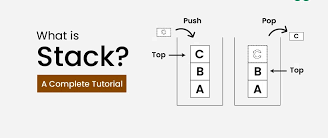 What is
Stack?
A Complete Tutorial
Push
C
Top
C
B
A
Pop
C
C
B
Top
A